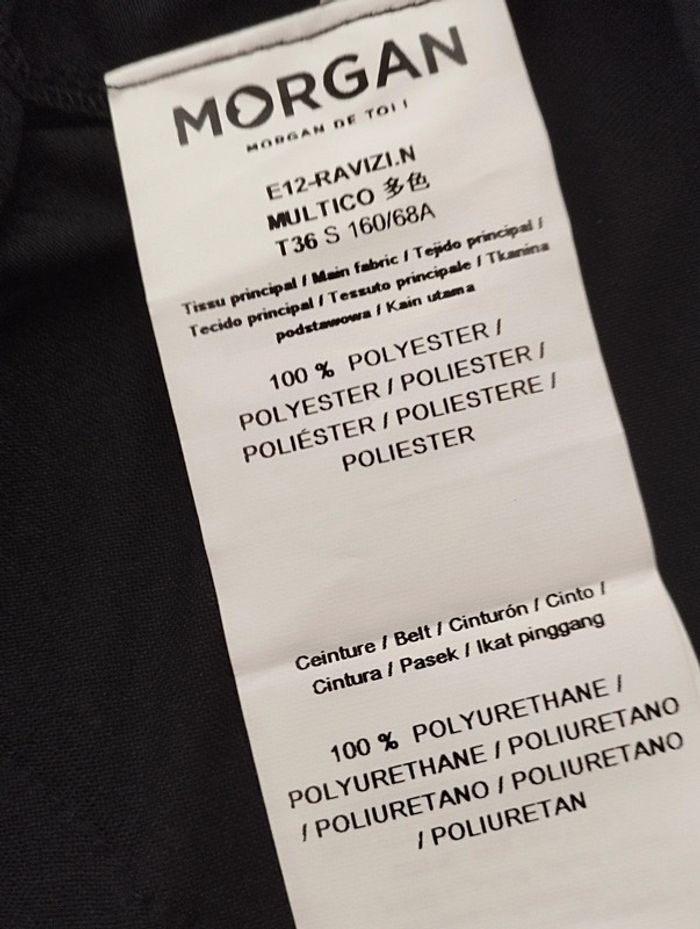 MORGAN
MORGAN DE TOI !
E12-RAVIZI.N
MULTICO 多色
T36 S 160/68A
Tissu principal / Main fabric / Tejido principal /
Tecido principal / Tessuto principale / Tkanina
podstawowa / Kain utama
100 % POLYESTER /
POLYESTER / POLIESTER /
POLIÉSTER / POLIESTERE /
POLIESTER
Ceinture / Belt / Cinturón / Cinto /
Cintura / Pasek / Ikat pinggang
100 % POLYURETHANE /
POLYURETHANE / POLIURETANO
/ POLIURETANO / POLIURETANO
/ POLIURETAN